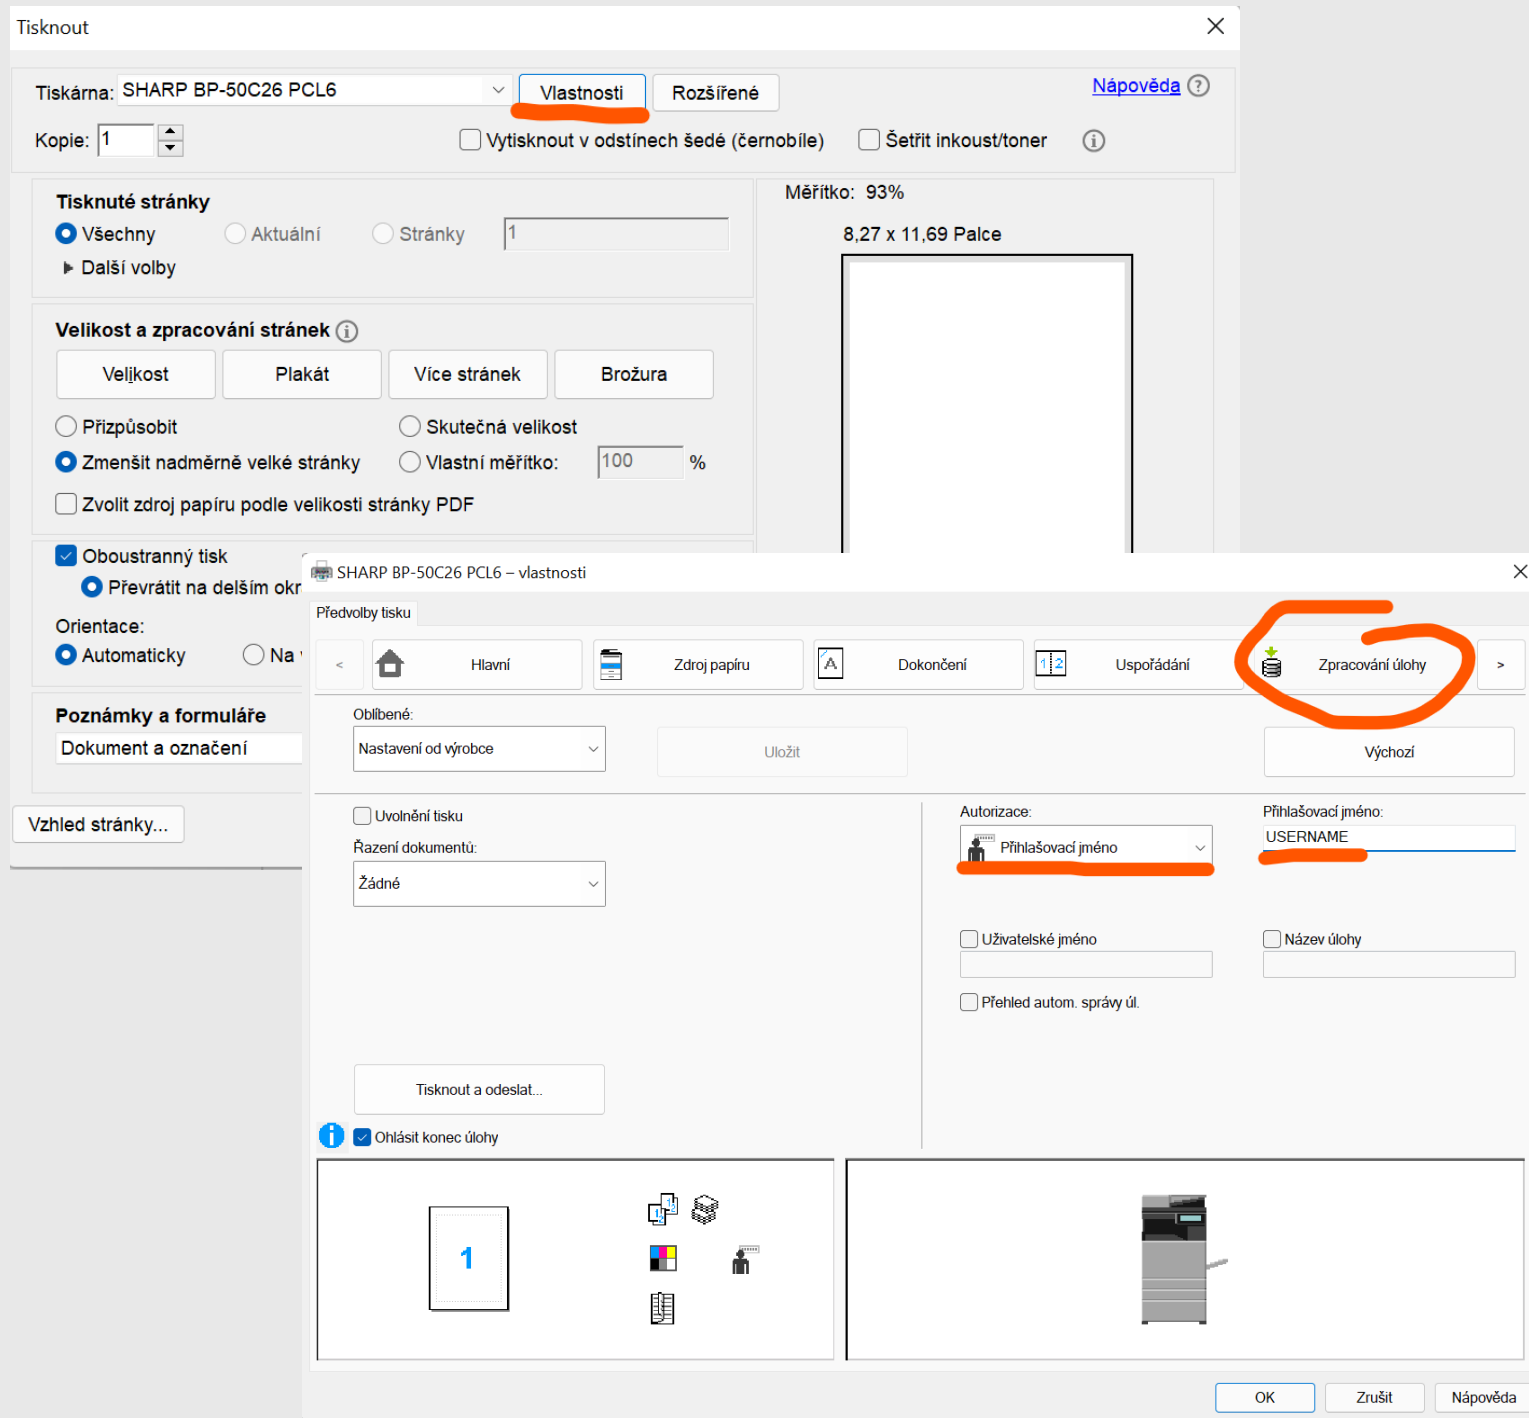 Tisknout
Tiskárna: SHARP BP-50C26 PCL6 Vlastnosti Rozšířené Nápověda ?
Kopie: 1 Vytisknout v odstínech šedé (černobíle) Šetřit inkoust/toner i
Tisknuté stránky
Všechny Aktuální Stránky 1
Další volby
Měřítko: 93%
8,27 x 11,69 Palce
Velikost a zpracování stránek i
Velikost Plakát Více stránek Brožura
Přizpůsobit Skutečná velikost
Zmenšit nadměrně velké stránky Vlastní měřítko: 100 %
Zvolit zdroj papíru podle velikosti stránky PDF
Oboustranný tisk
Převrátit na delším okr
Orientace:
Automaticky Na
Poznámky a formuláře
Dokument a označení
Vzhled stránky...
SHARP BP-50C26 PCL6 – vlastnosti
Předvolby tisku
< Hlavní Zdroj papíru A Dokončení 1 2 Uspořádání Zpracování úlohy >
Oblíbené:
Nastavení od výrobce Uložit Výchozí
Uvolnění tisku
Řazení dokumentů:
Žádné
Autorizace: Přihlašovací jméno:
Přihlašovací jméno USERNAME
Uživatelské jméno Název úlohy
Přehled autom. správy úl.
Tisknout a odeslat...
i Ohlásit konec úlohy
1 1 2 1 2
OK Zrušit Nápověda